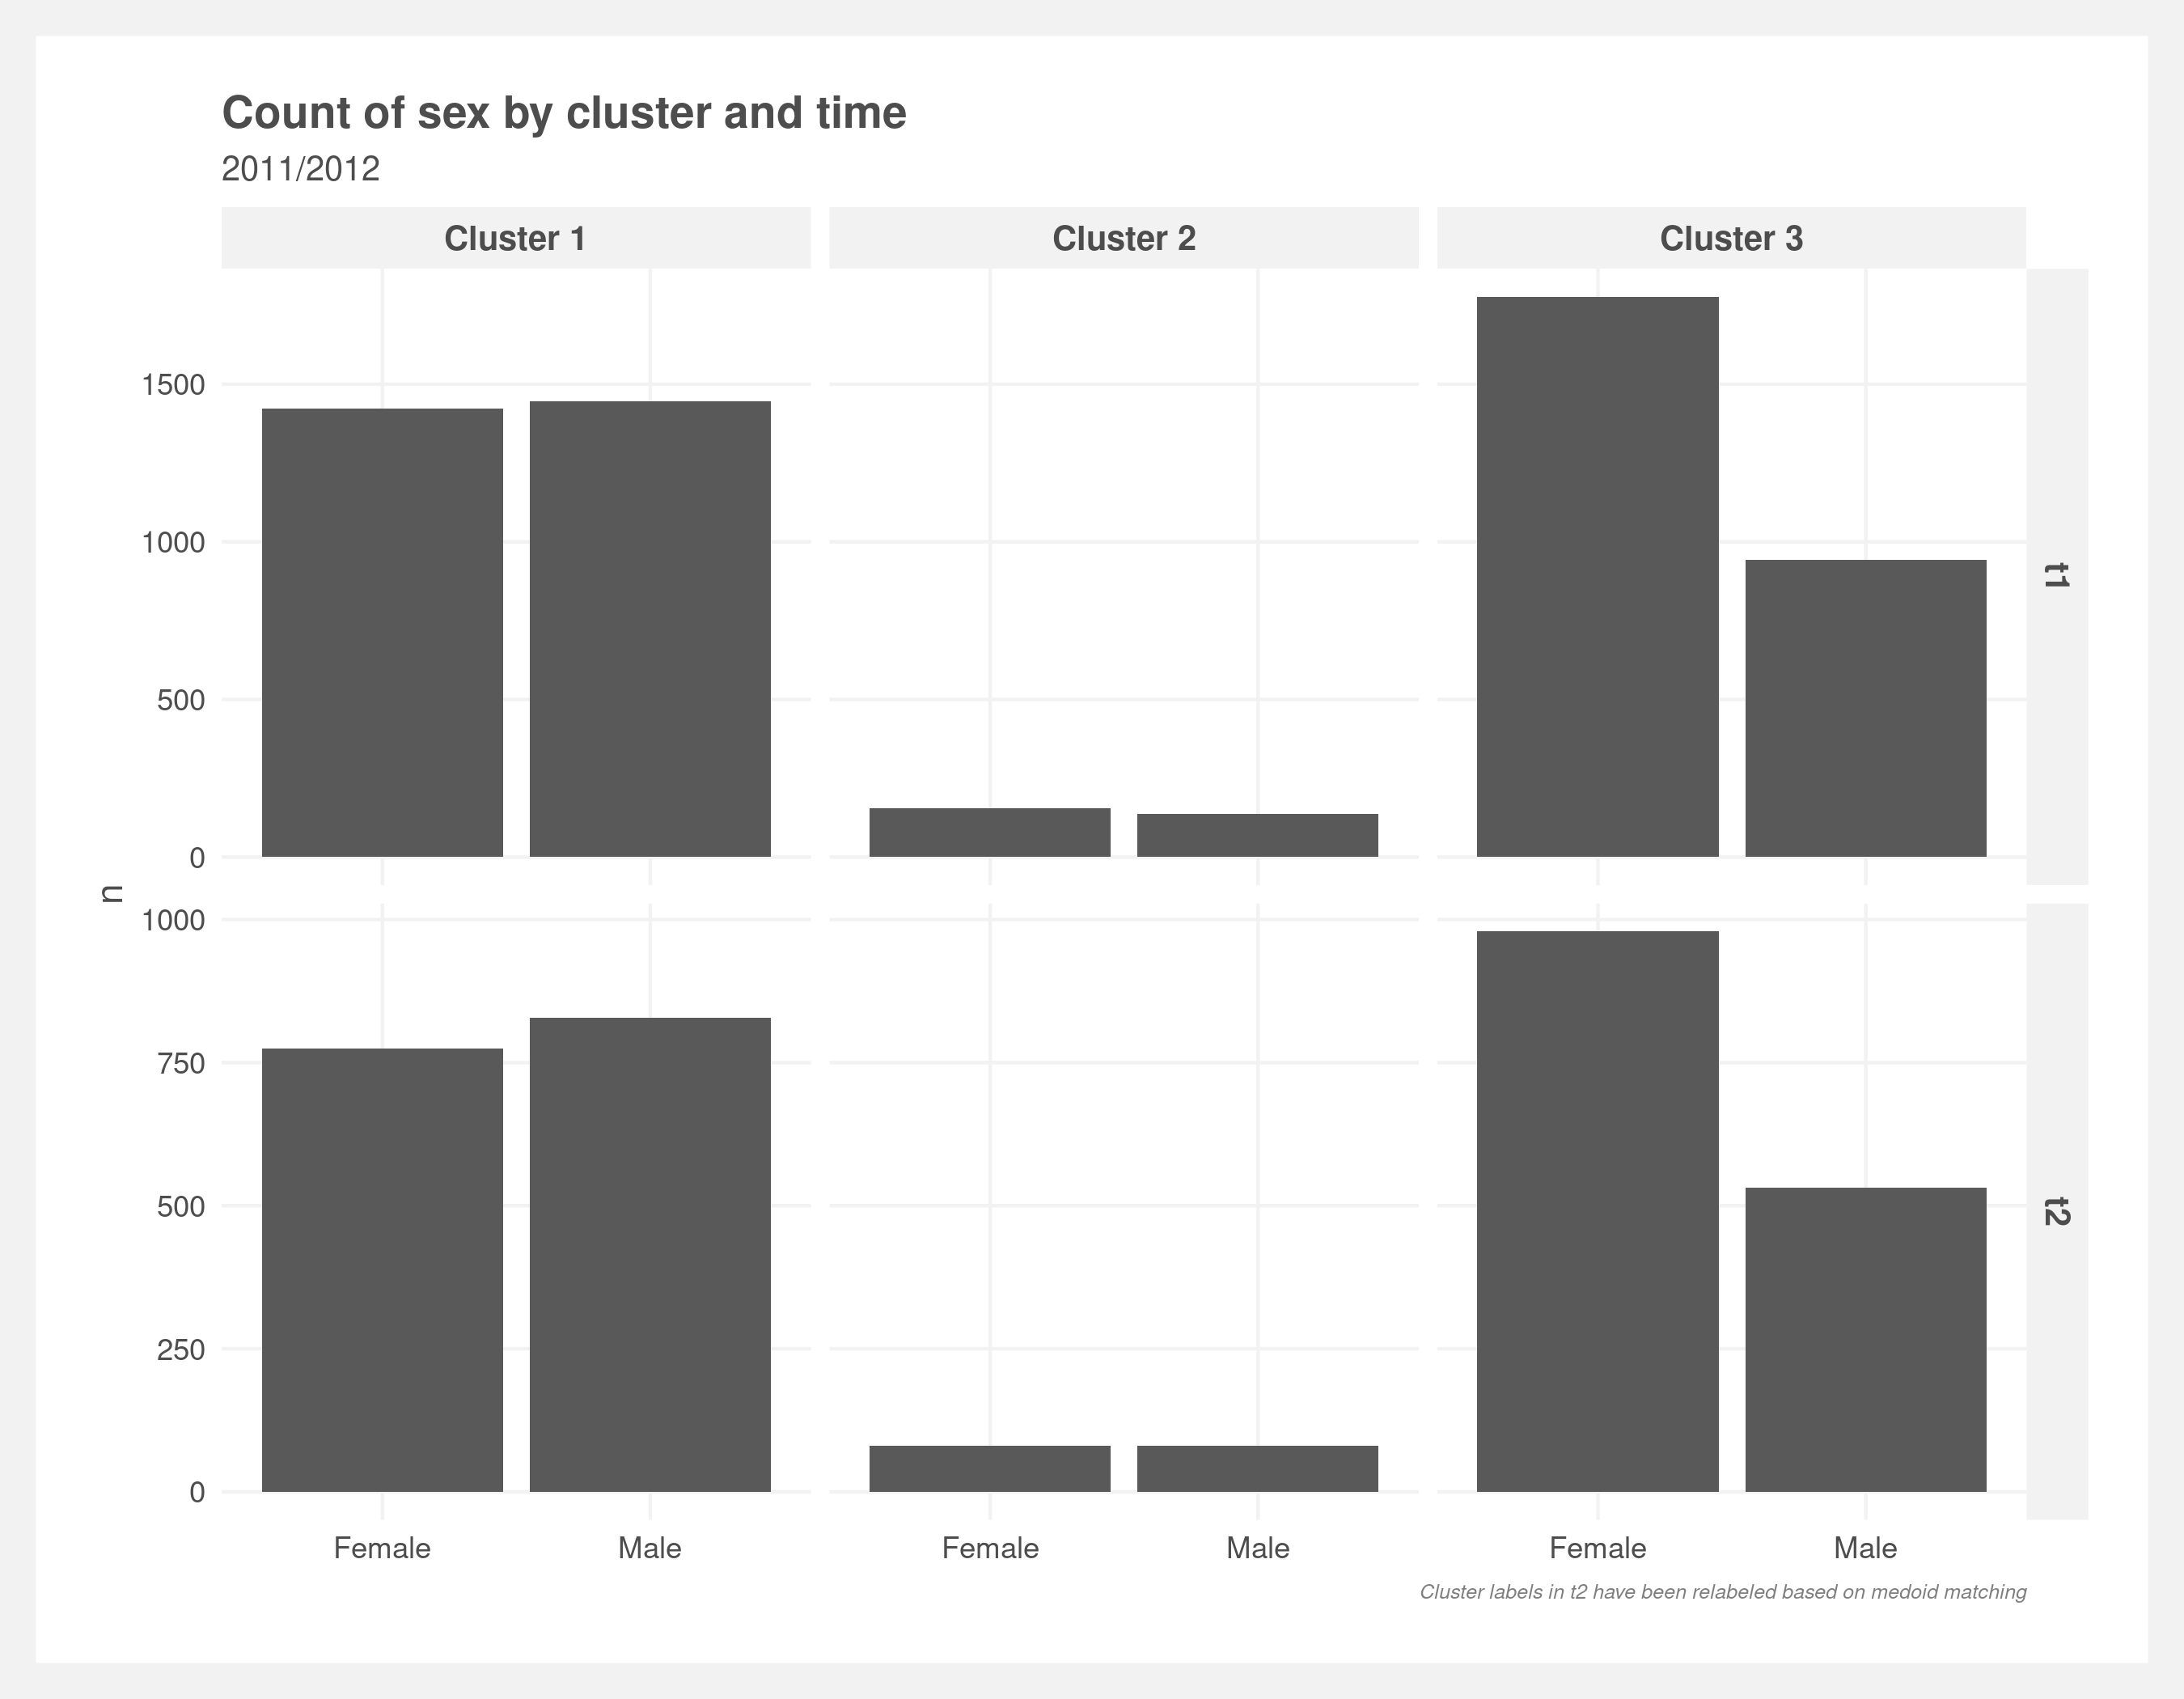 Count of sex by cluster and time
2011/2012
Cluster 1 Cluster 2 Cluster 3
1500
1000
500
0
t1
n
1000
750
500
250
0
t2
Female Male Female Male Female Male
Cluster labels in t2 have been relabeled based on medoid matching